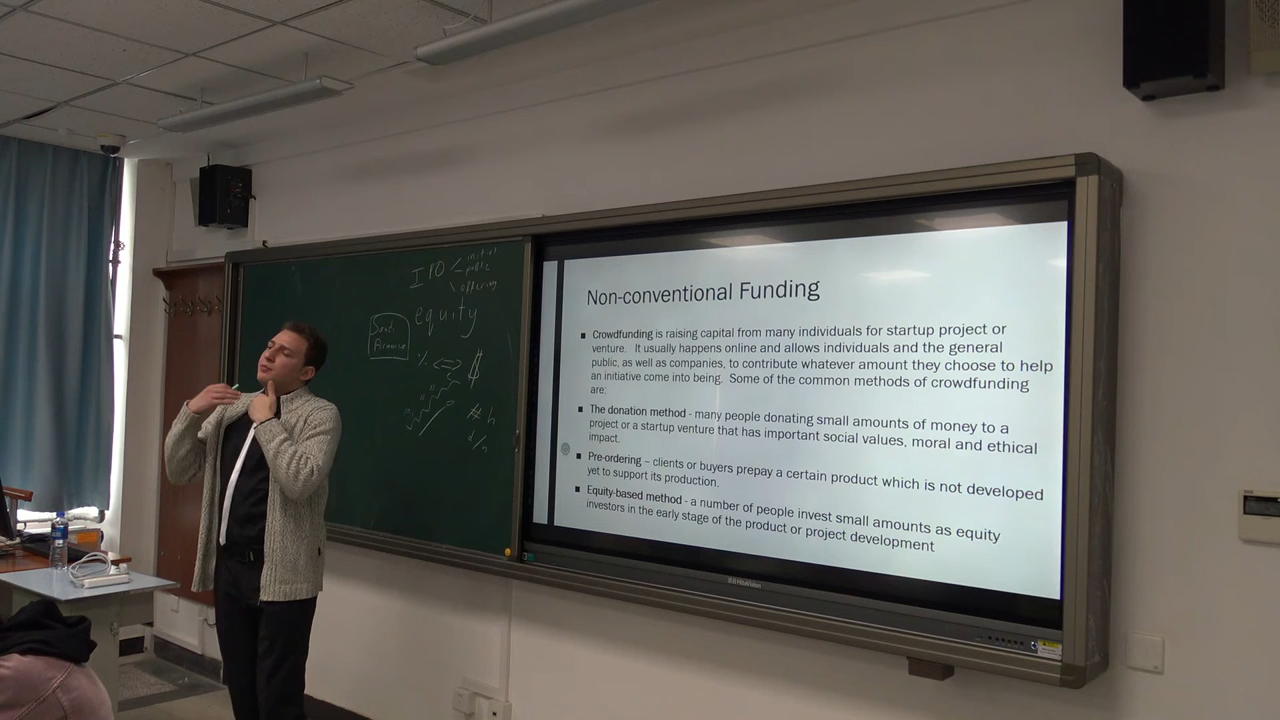 IPO initial
public
offering
equity
% <=> $
Non-conventional Funding
▪ Crowdfunding is raising capital from many individuals for startup project or
venture. It usually happens online and allows individuals and the general
public, as well as companies, to contribute whatever amount they choose to help
an initiative come into being. Some of the common methods of crowdfunding
are:
▪ The donation method - many people donating small amounts of money to a
project or a startup venture that has important social values, moral and ethical
impact.
▪ Pre-ordering – clients or buyers prepay a certain product which is not developed
yet to support its production.
▪ Equity-based method - a number of people invest small amounts as equity
investors in the early stage of the product or project development
HiteVision